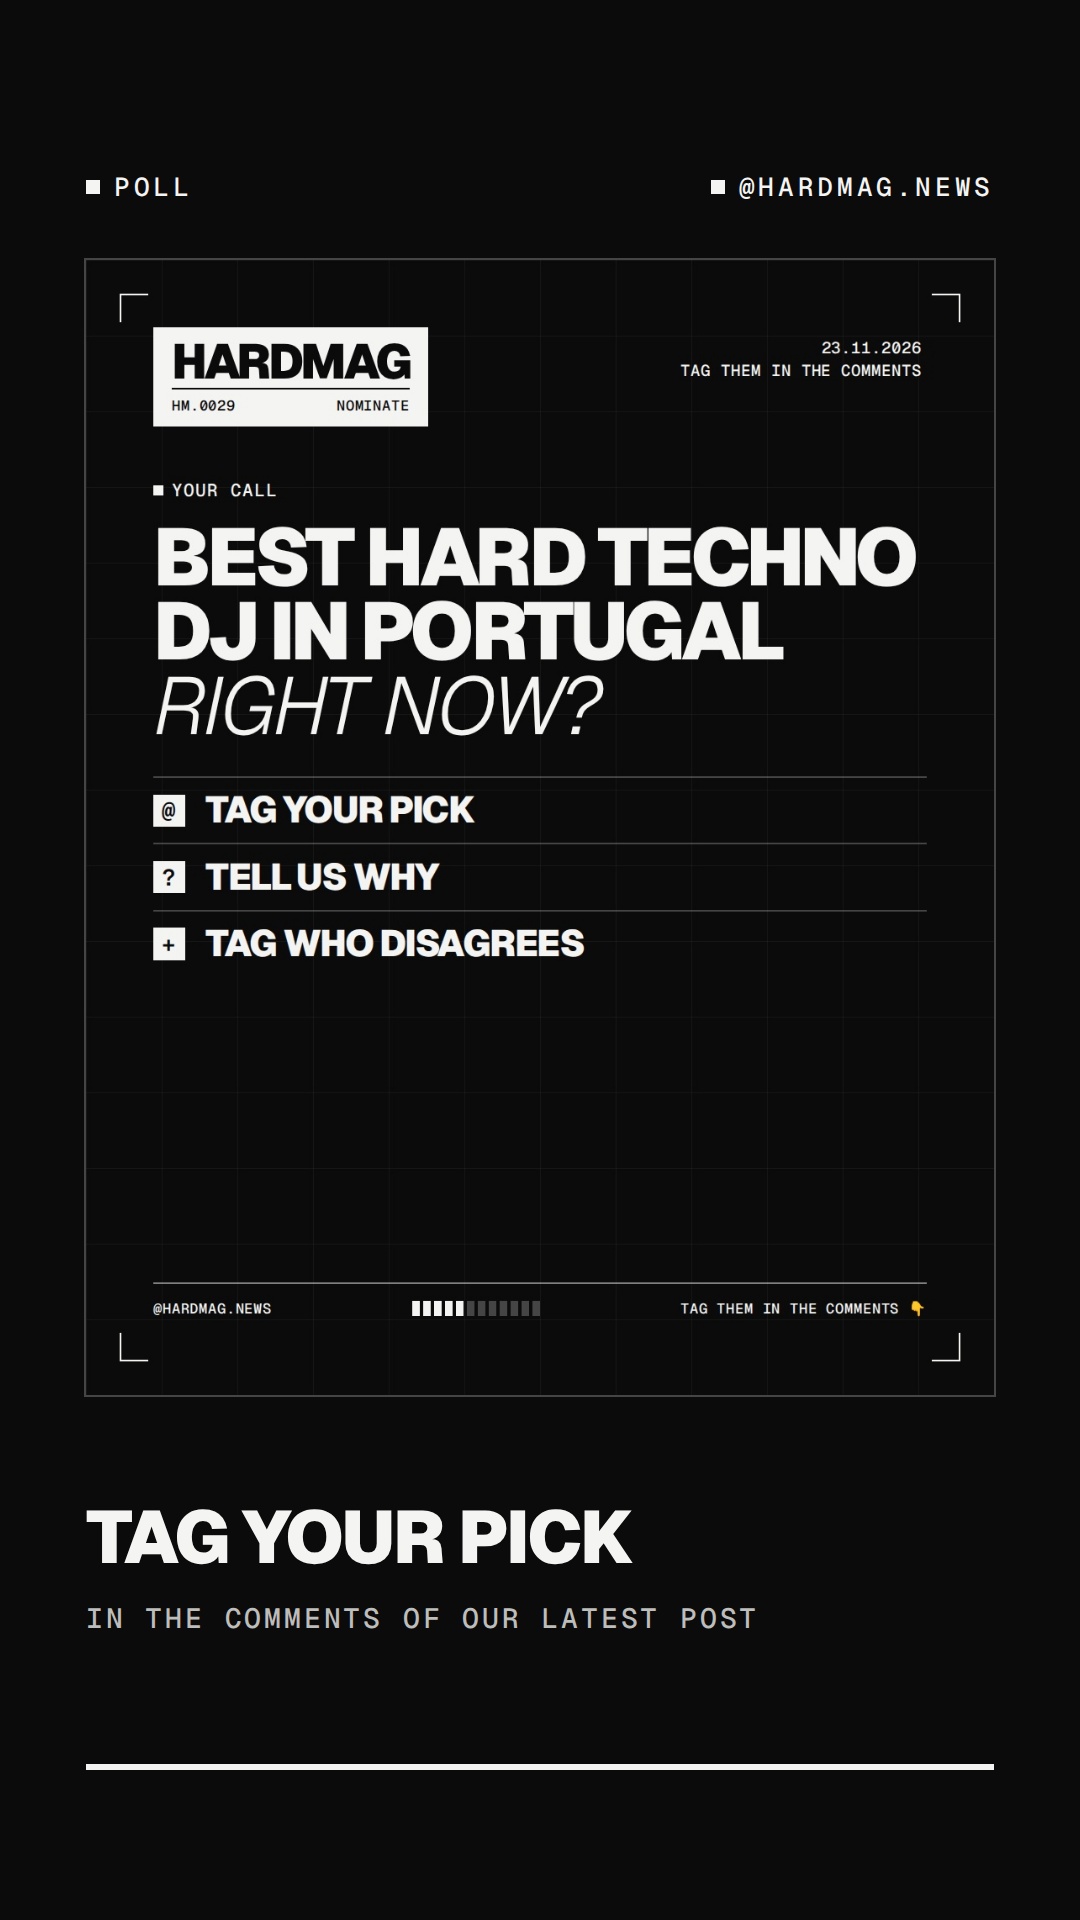 POLL
@HARDMAG.NEWS
HARDMAG
HM.0029 NOMINATE
23.11.2026
TAG THEM IN THE COMMENTS
YOUR CALL
BEST HARD TECHNO
DJ IN PORTUGAL
RIGHT NOW?
@ TAG YOUR PICK
? TELL US WHY
+ TAG WHO DISAGREES
@HARDMAG.NEWS
TAG THEM IN THE COMMENTS 👇
TAG YOUR PICK
IN THE COMMENTS OF OUR LATEST POST